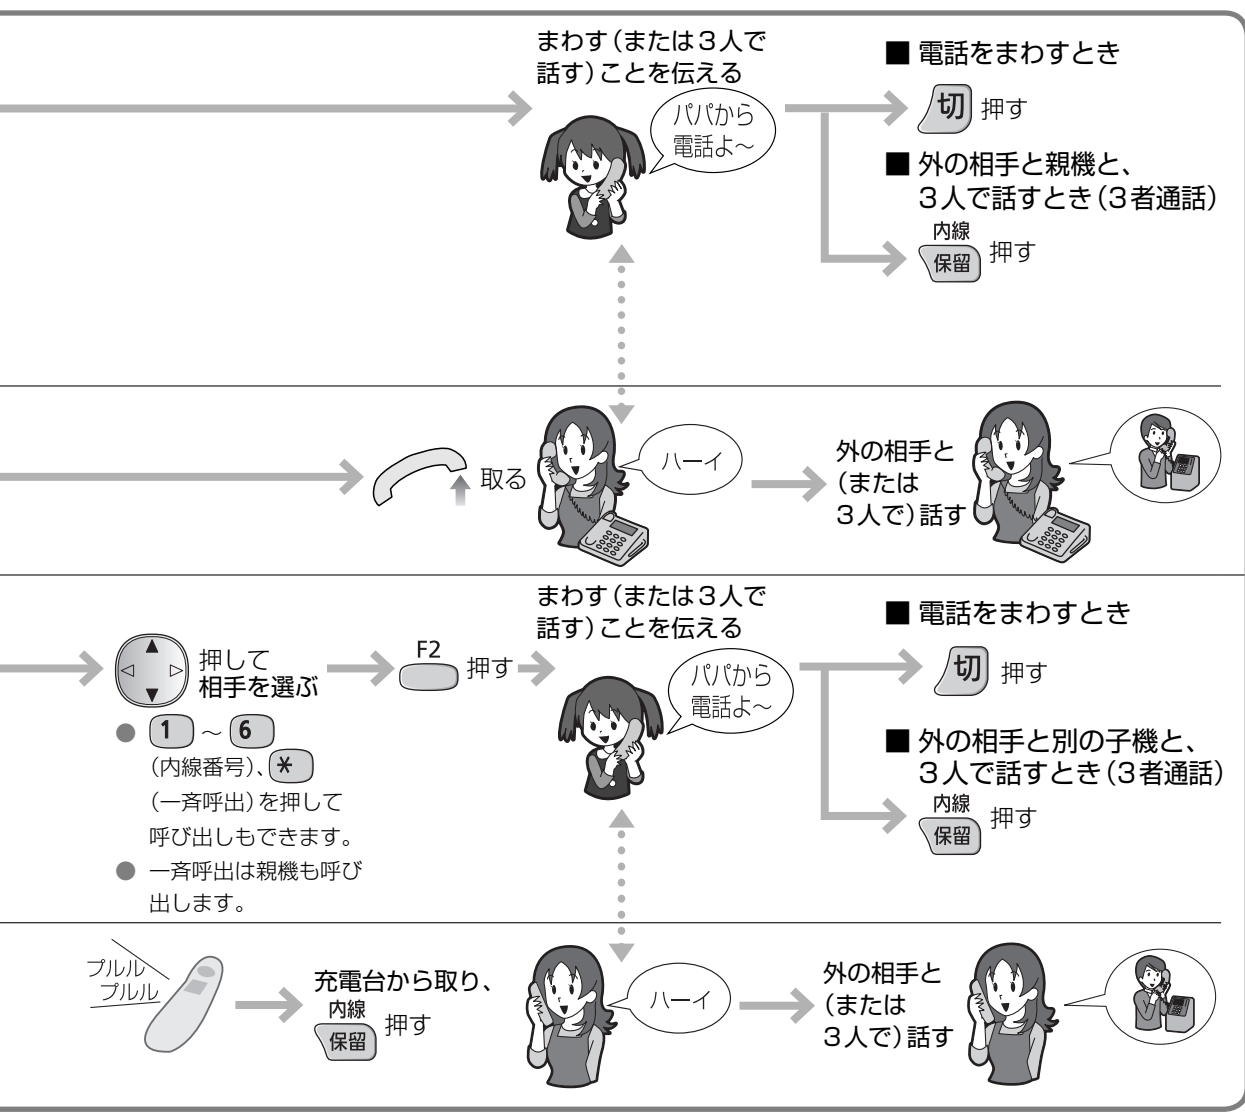 まわす（または３人で
話す）ことを伝える
パパから
電話よ～
■ 電話をまわすとき
切 押す
■ 外の相手と親機と、
３人で話すとき（３者通話）
内線
保留 押す
取る
ハーイ
外の相手と
（または
３人で）話す
押して
相手を選ぶ
● 1 ～ 6
（内線番号）、＊
（一斉呼出）を押して
呼び出しもできます。
● 一斉呼出は親機も呼び
出します。
F2
押す
まわす（または３人で
話す）ことを伝える
パパから
電話よ～
■ 電話をまわすとき
切 押す
■ 外の相手と別の子機と、
３人で話すとき（３者通話）
内線
保留 押す
プルル
プルル
充電台から取り、
内線
保留 押す
ハーイ
外の相手と
（または
３人で）話す